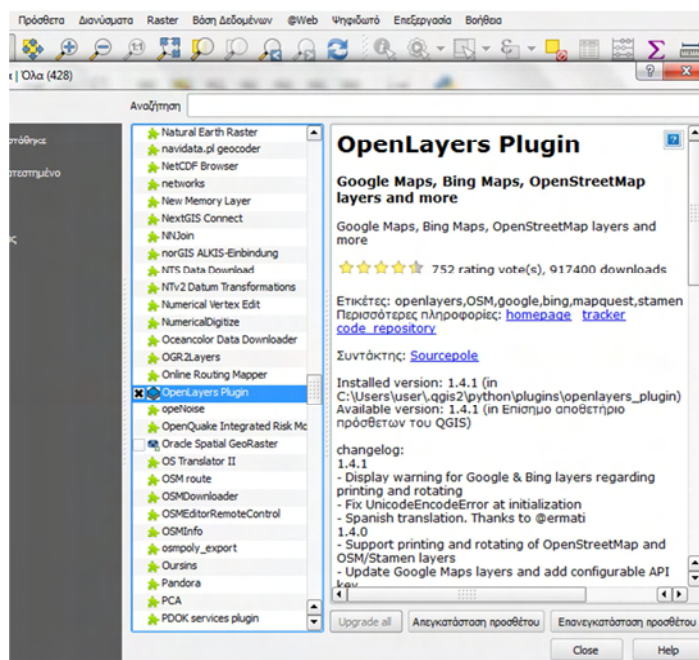 Πρόσθετα Διανύσματα Raster Βάση Δεδομένων @Web Ψηφιδωτό Επεξεργασία Βοήθεια
| Όλα (428)
Αναζήτηση
Natural Earth Raster
navidata.pl geocoder
NetCDF Browser
networks
New Memory Layer
NextGIS Connect
NNJoin
norGIS ALKIS-Einbindung
NTS Data Download
NTv2 Datum Transformations
Numerical Vertex Edit
NumericalDigitize
Oceancolor Data Downloader
OGR2Layers
Online Routing Mapper
OpenLayers Plugin
opeNoise
OpenQuake Integrated Risk Mo
Oracle Spatial GeoRaster
OS Translator II
OSM route
OSMDownloader
OSMEditorRemoteControl
OSMInfo
osmpoly_export
Oursins
Pandora
PCA
PDOK services plugin
OpenLayers Plugin
Google Maps, Bing Maps, OpenStreetMap
layers and more
Google Maps, Bing Maps, OpenStreetMap layers and
more
752 rating vote(s), 917400 downloads
Ετικέτες: openlayers,OSM,google,bing,mapquest,stamen
Περισσότερες πληροφορίες: homepage tracker
code_repository
Συντάκτης: Sourcepole
Installed version: 1.4.1 (in
C:\Users\user\.qgis2\python\plugins\openlayers_plugin)
Available version: 1.4.1 (in Επίσημο αποθετήριο
πρόσθετων του QGIS)
changelog:
1.4.1
- Display warning for Google & Bing layers regarding
printing and rotating
- Fix UnicodeEncodeError at initialization
- Spanish translation. Thanks to @ermati
1.4.0
- Support printing and rotating of OpenStreetMap and
OSM/Stamen layers
- Update Google Maps layers and add configurable API
key
Upgrade all Απεγκατάσταση προσθέτου Επανεγκατάσταση προσθέτου
Close Help